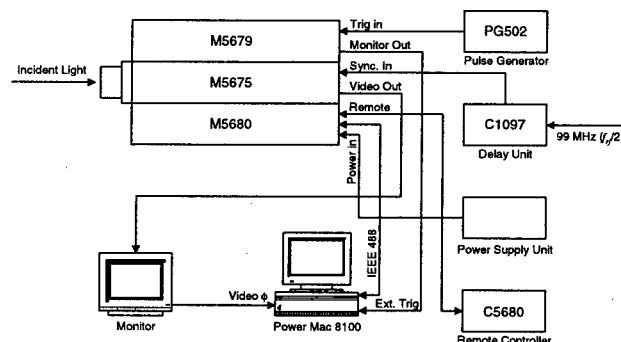 M5679
Trig in
PG502
Pulse Generator
Monitor Out
Incident Light
M5675
Sync. In
Video Out
M5680
Remote
C1097
99 MHz (fr/2)
Delay Unit
Power in
Power Supply Unit
IEEE 488
Video φ
Ext. Trig
C5680
Monitor
Power Mac 8100
Remote Controller